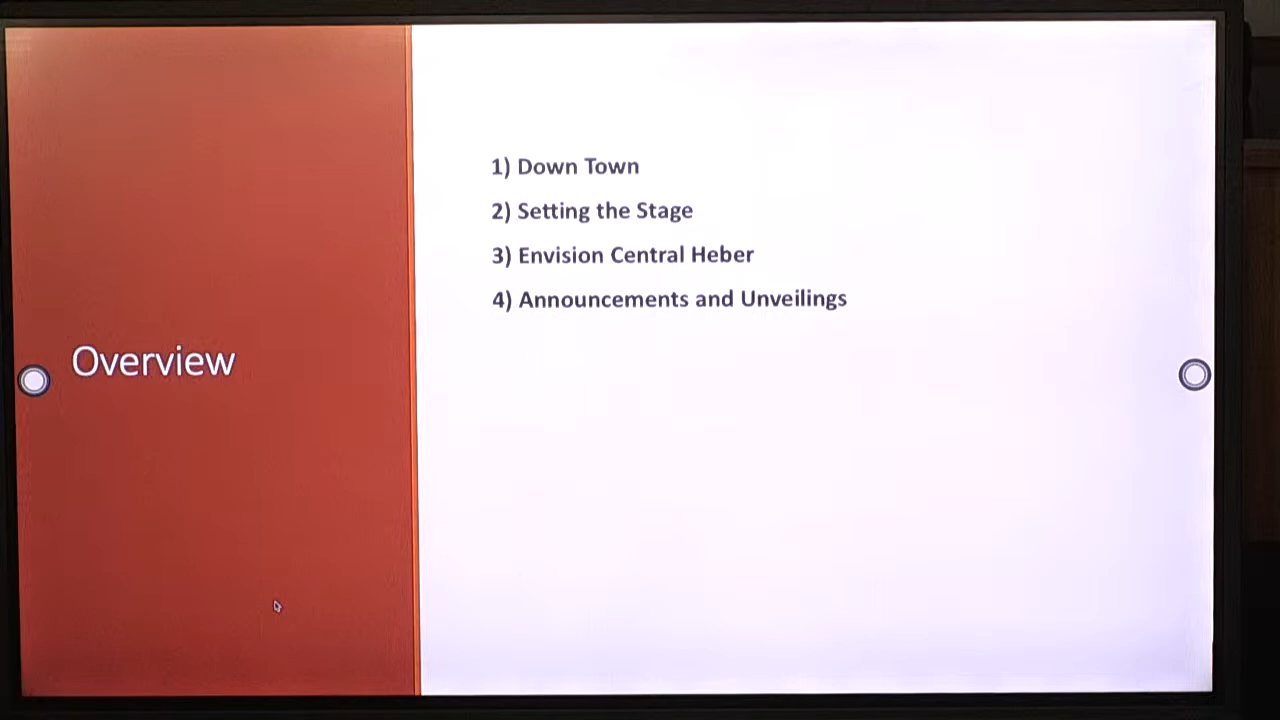 Overview
1) Down Town
2) Setting the Stage
3) Envision Central Heber
4) Announcements and Unveilings